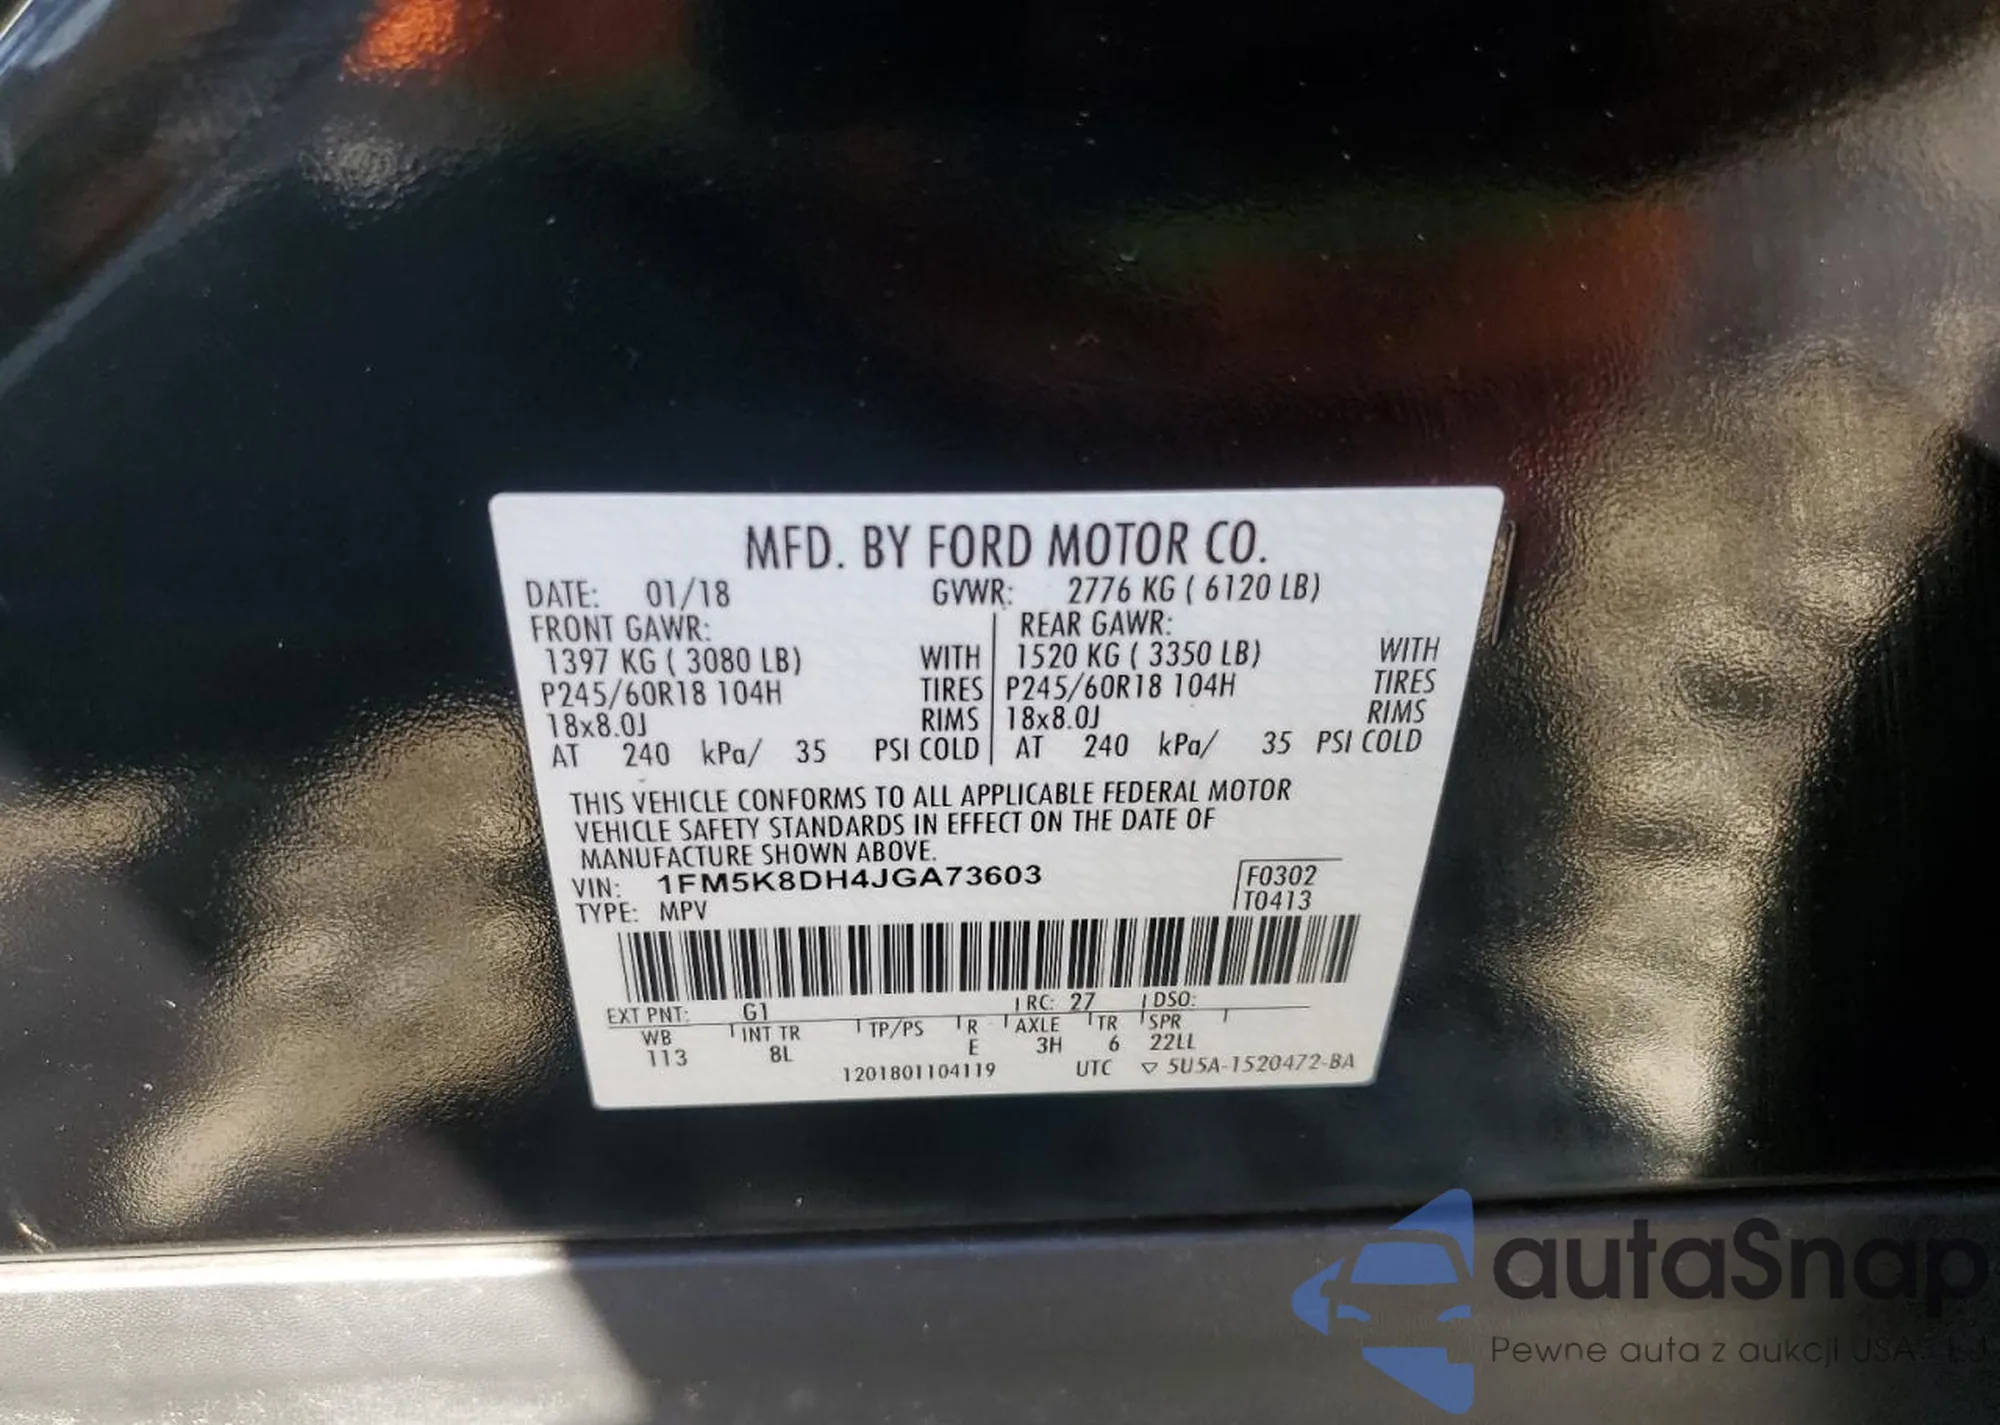 MFD. BY FORD MOTOR CO.
DATE: 01/18 GVWR: 2776 KG ( 6120 LB)
FRONT GAWR: REAR GAWR:
1397 KG ( 3080 LB) WITH 1520 KG ( 3350 LB) WITH
P245/60R18 104H TIRES P245/60R18 104H TIRES
18x8.0J RIMS 18x8.0J RIMS
AT 240 kPa/ 35 PSI COLD AT 240 kPa/ 35 PSI COLD
THIS VEHICLE CONFORMS TO ALL APPLICABLE FEDERAL MOTOR
VEHICLE SAFETY STANDARDS IN EFFECT ON THE DATE OF
MANUFACTURE SHOWN ABOVE.
VIN: 1FM5K8DH4JGA73603 F0302
TYPE: MPV T0413
EXT PNT: G1 RC: 27 DSO:
WB INT TR TP/PS R AXLE TR SPR
113 8L E 3H 6 22LL
1201801104119 UTC ▽ 5U5A-1520472-BA
autaSnap
Pewne auta z aukcji USA